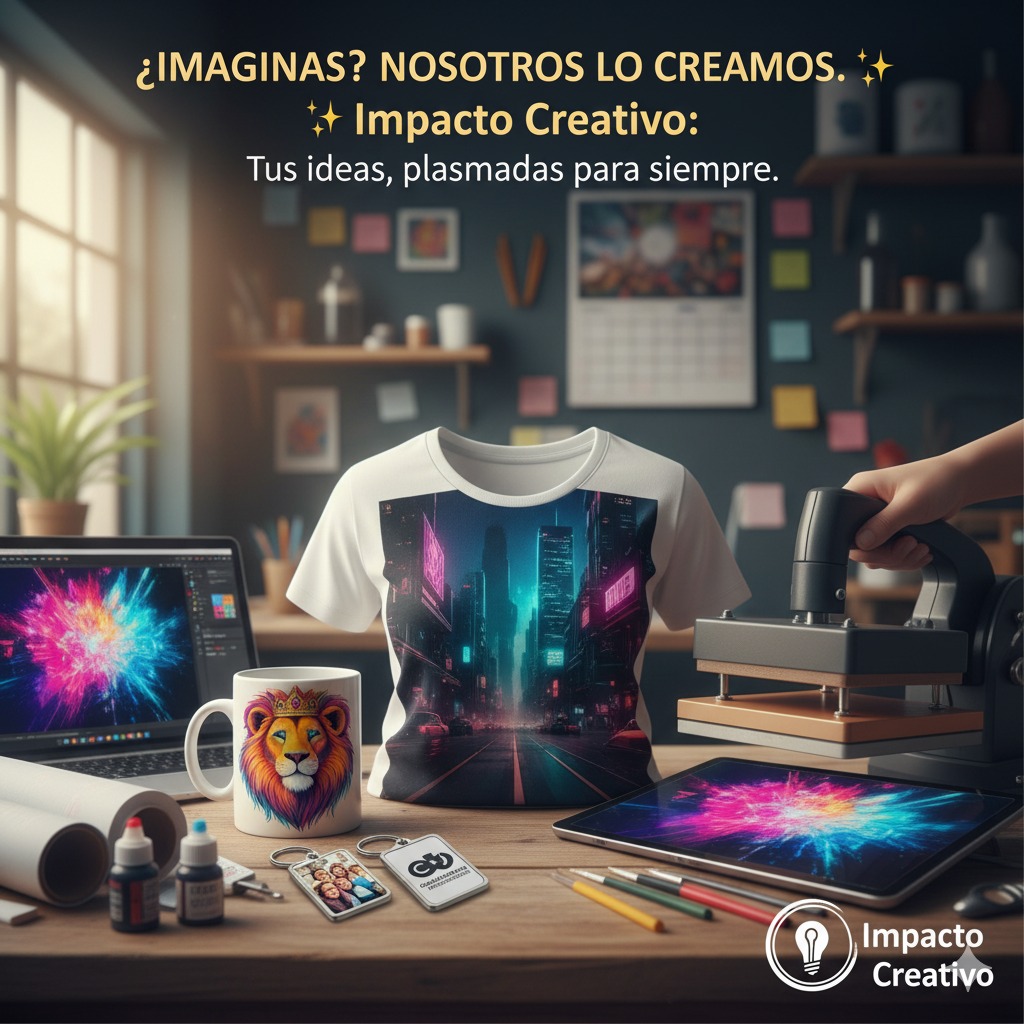 ¿IMAGINAS? NOSOTROS LO CREAMOS. ✨
✨ Impacto Creativo:
Tus ideas, plasmadas para siempre.
Impacto
Creativo